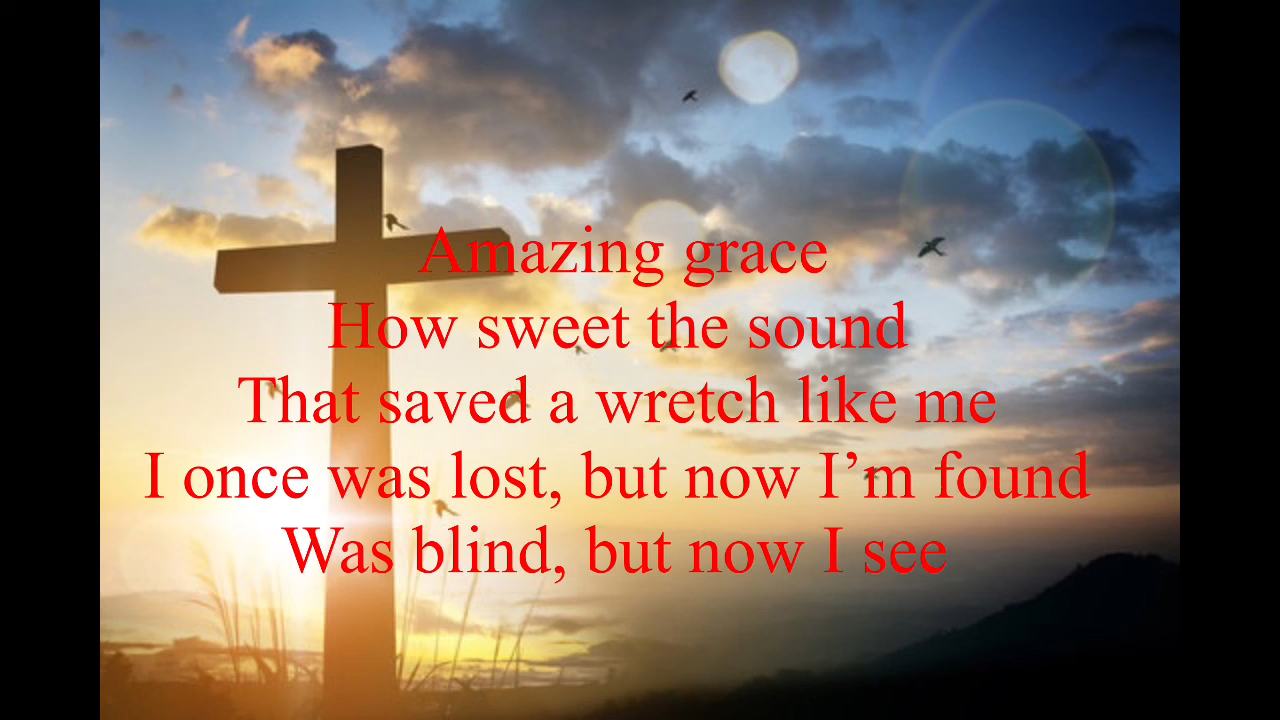 Amazing grace
How sweet the sound
That saved a wretch like me
I once was lost, but now I’m found
Was blind, but now I see